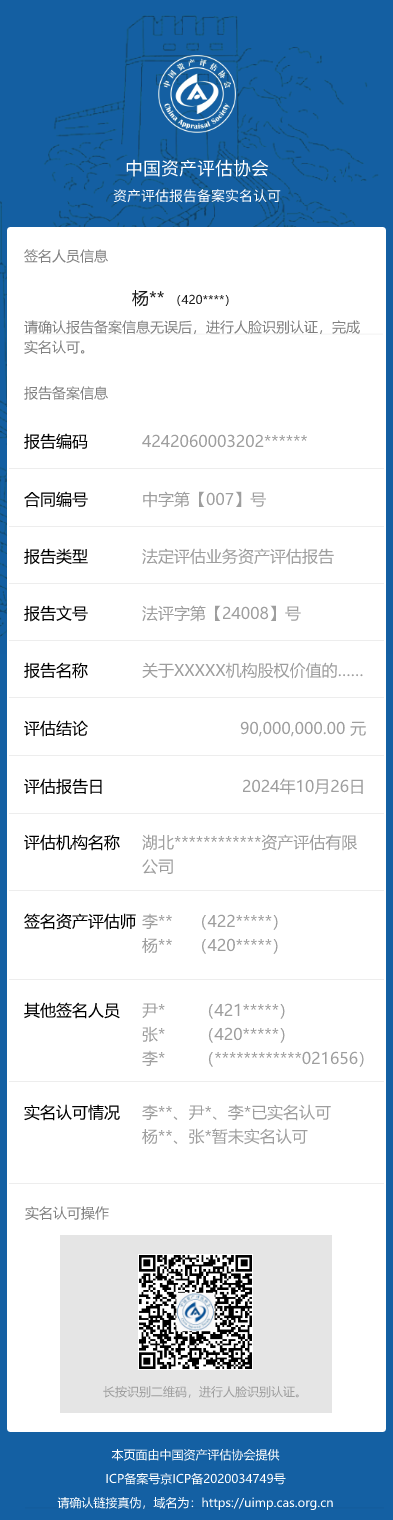 中国资产评估协会
China Appraisal Society
中国资产评估协会
资产评估报告备案实名认可
签名人员信息
杨** （420****）
请确认报告备案信息无误后，进行人脸识别认证，完成
实名认可。
报告备案信息
报告编码 4242060003202******
合同编号 中字第【007】号
报告类型 法定评估业务资产评估报告
报告文号 法评字第【24008】号
报告名称 关于XXXXX机构股权价值的......
评估结论 90,000,000.00 元
评估报告日 2024年10月26日
评估机构名称 湖北************资产评估有限
公司
签名资产评估师 李** （422*****）
杨** （420*****）
其他签名人员 尹* （421*****）
张* （420*****）
李* （************021656）
实名认可情况 李**、尹*、李*已实名认可
杨**、张*暂未实名认可
实名认可操作
长按识别二维码，进行人脸识别认证。
本页面由中国资产评估协会提供
ICP备案号京ICP备2020034749号
请确认链接真伪，域名为：https://uimp.cas.org.cn